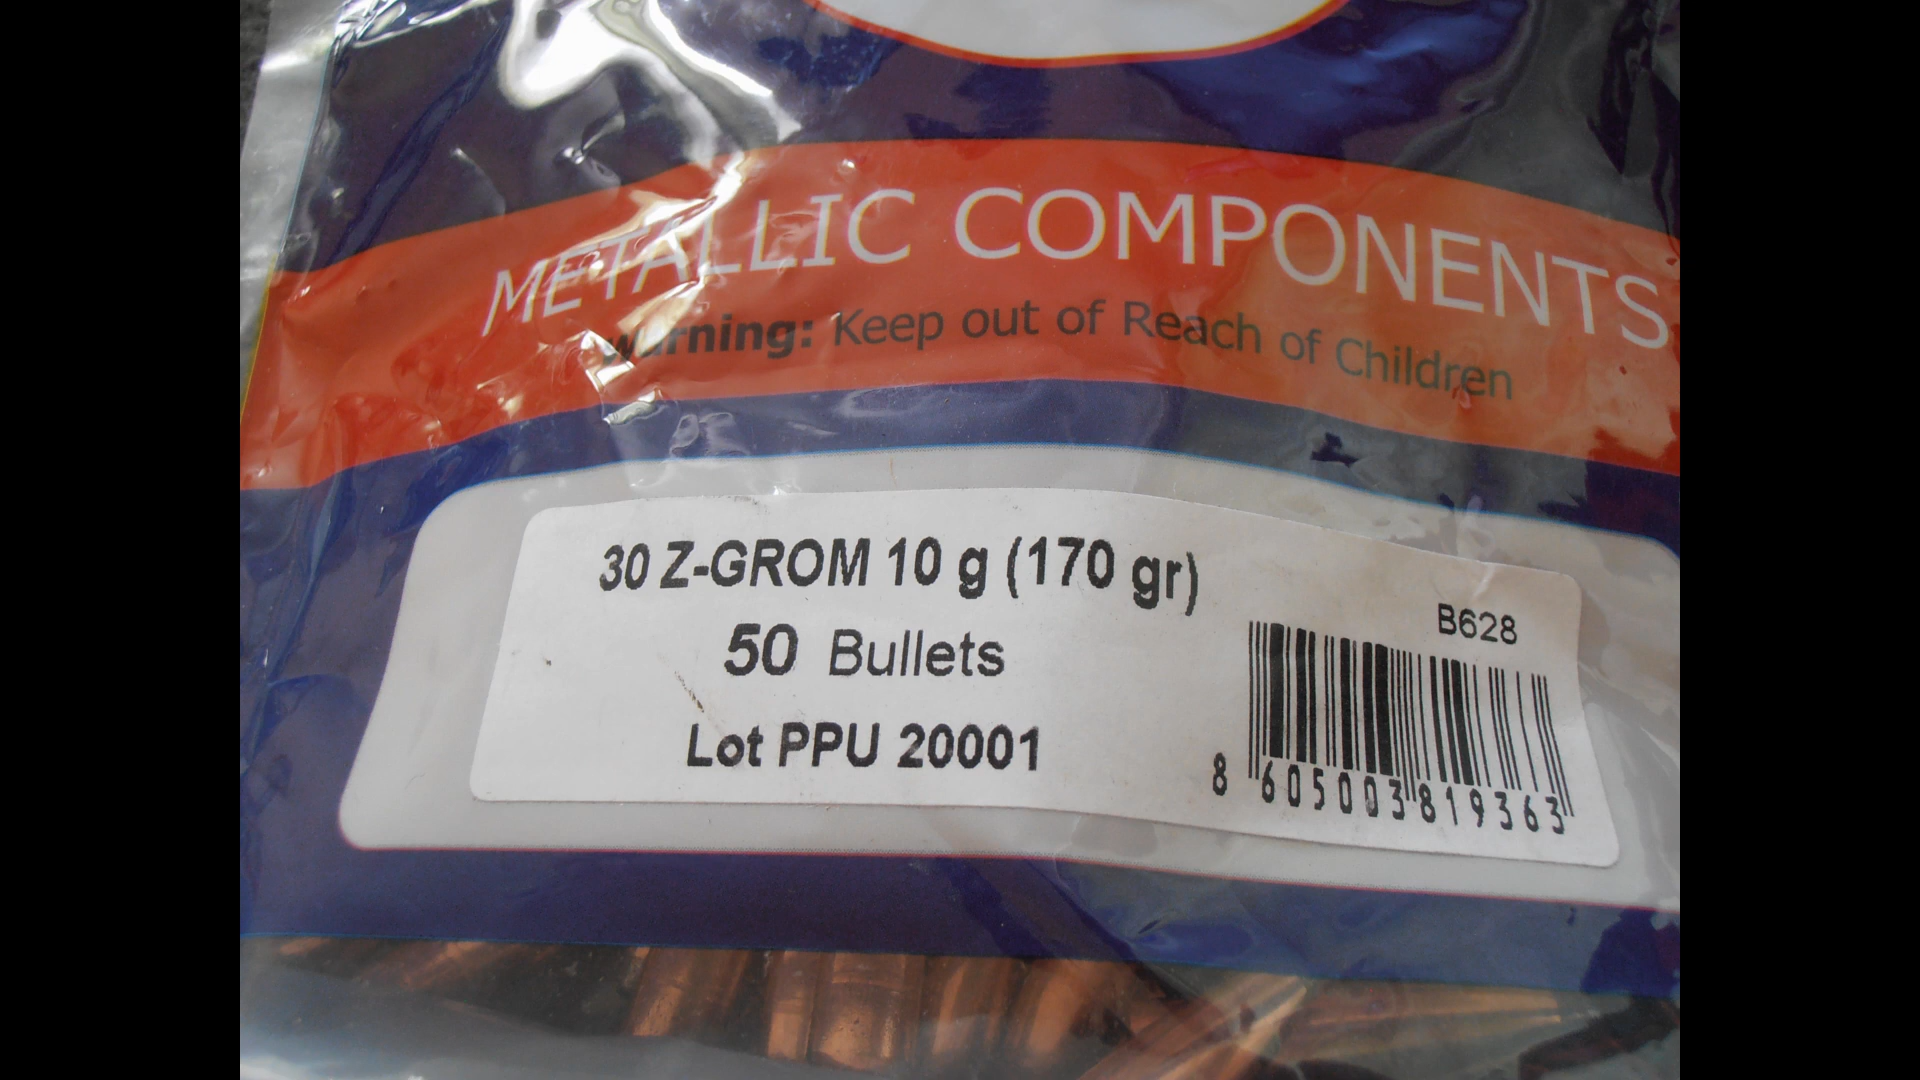 METALLIC COMPONENTS
Warning: Keep out of Reach of Children
30 Z-GROM 10 g (170 gr)
50 Bullets
Lot PPU 20001
B628
8 605003 819363